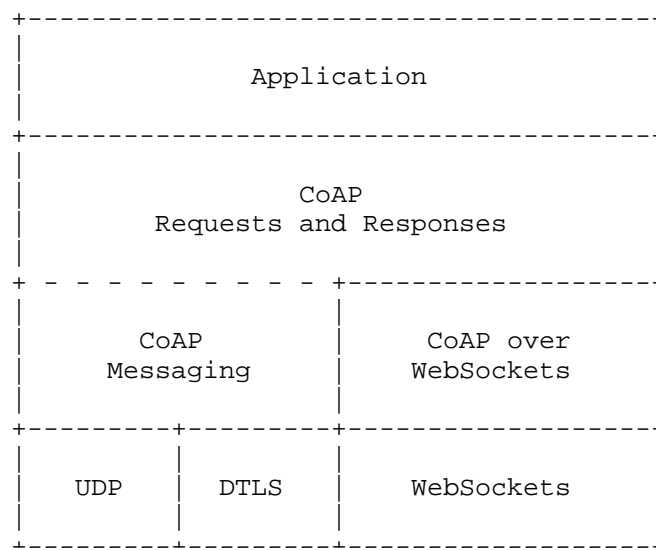 Application
CoAP
Requests and Responses
CoAP
Messaging
CoAP over
WebSockets
UDP
DTLS
WebSockets